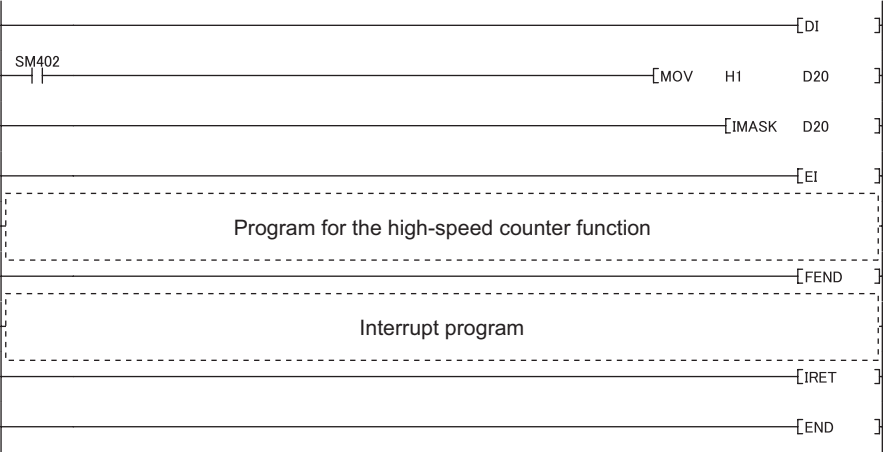 [DI ]
SM402
[MOV H1 D20 ]
[IMASK D20 ]
[EI ]
Program for the high-speed counter function
[FEND ]
Interrupt program
[IRET ]
[END ]